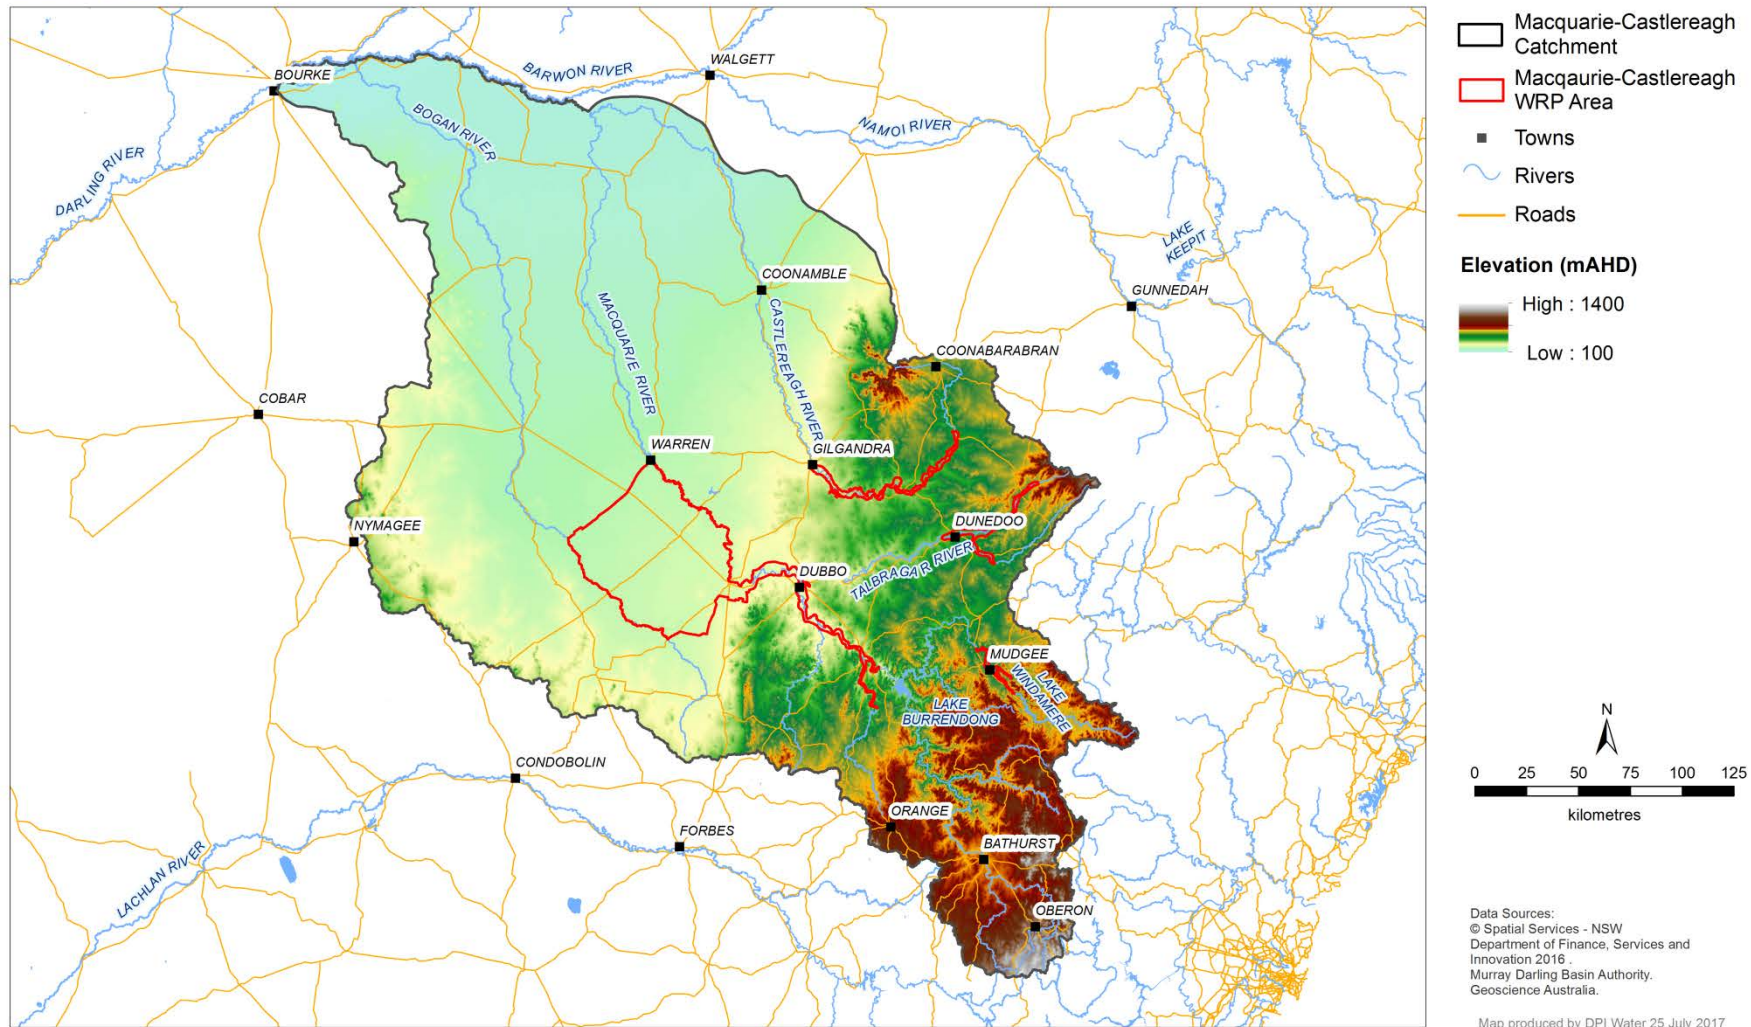 BOURKE
BARWON RIVER
WALGETT
BOGAN RIVER
NAMOI RIVER
DARLING RIVER
LAKE
KEEPIT
COONAMBLE
GUNNEDAH
MACQUARIE RIVER
CASTLEREAGH RIVER
COONABARABRAN
COBAR
WARREN
GILGANDRA
NYMAGEE
DUNEDOO
TALBRAGAR RIVER
DUBBO
MUDGEE
LAKE
WINDAMERE
LAKE
BURRENDONG
CONDOBOLIN
ORANGE
FORBES
BATHURST
LACHLAN RIVER
OBERON
Macquarie-Castlereagh
Catchment
Macqaurie-Castlereagh
WRP Area
Towns
Rivers
Roads
Elevation (mAHD)
High : 1400
Low : 100
N
0 25 50 75 100 125
kilometres
Data Sources:
© Spatial Services - NSW
Department of Finance, Services and
Innovation 2016 .
Murray Darling Basin Authority.
Geoscience Australia.
Map produced by DPI Water 25 July 2017